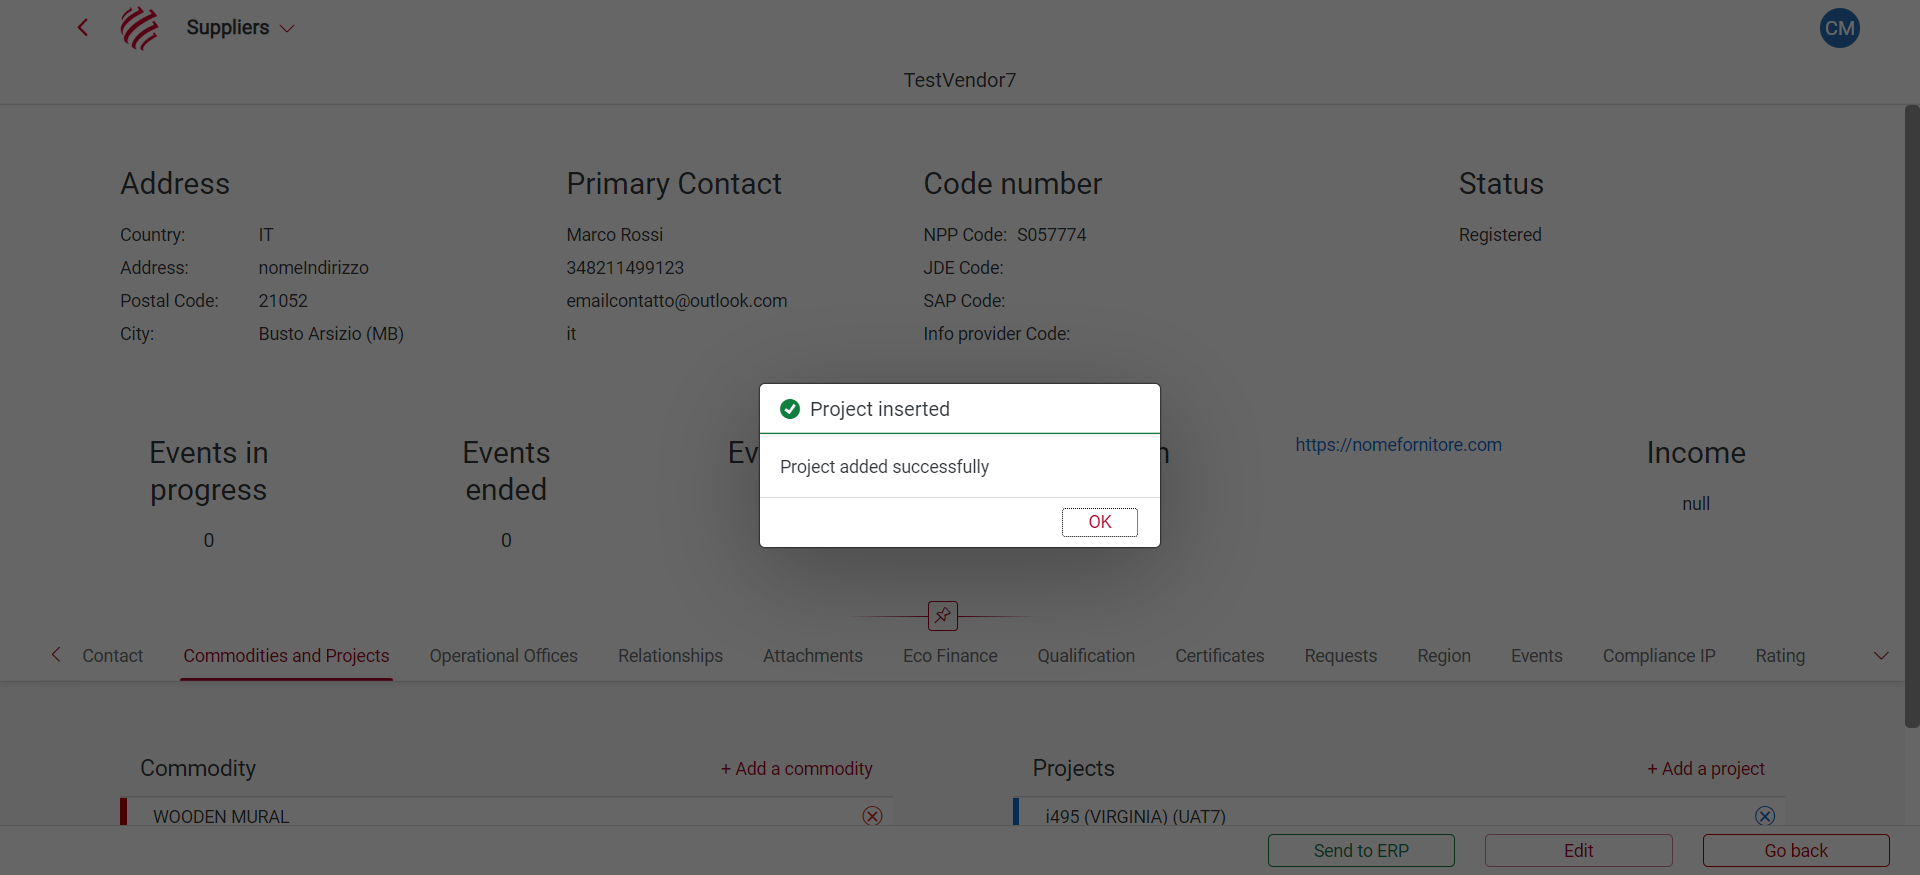 Suppliers
CM
TestVendor7
Address
Country: IT
Address: nomeIndirizzo
Postal Code: 21052
City: Busto Arsizio (MB)
Primary Contact
Marco Rossi
348211499123
emailcontatto@outlook.com
it
Code number
NPP Code: S057774
JDE Code:
SAP Code:
Info provider Code:
Status
Registered
Project inserted
Project added successfully
OK
Events in
progress
0
Events
ended
0
https://nomefornitore.com
Income
null
Contact Commodities and Projects Operational Offices Relationships Attachments Eco Finance Qualification Certificates Requests Region Events Compliance IP Rating
Commodity + Add a commodity
WOODEN MURAL
Projects + Add a project
i495 (VIRGINIA) (UAT7)
Send to ERP Edit Go back